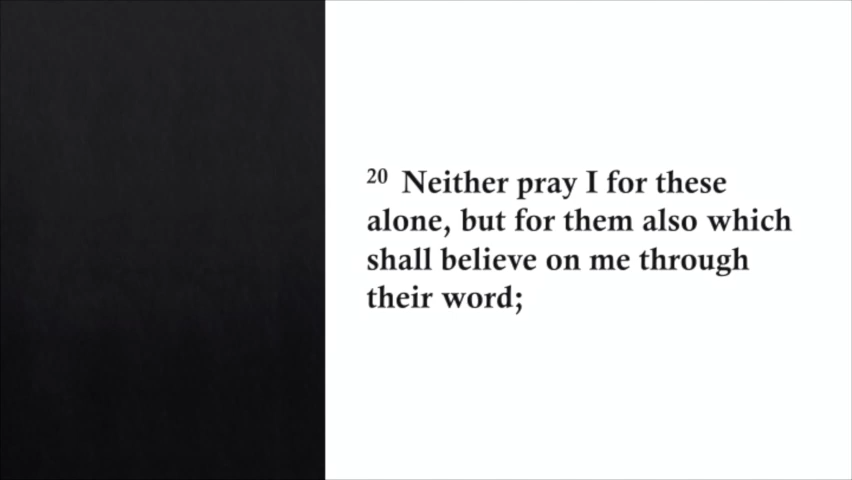 20 Neither pray I for these
alone, but for them also which
shall believe on me through
their word;